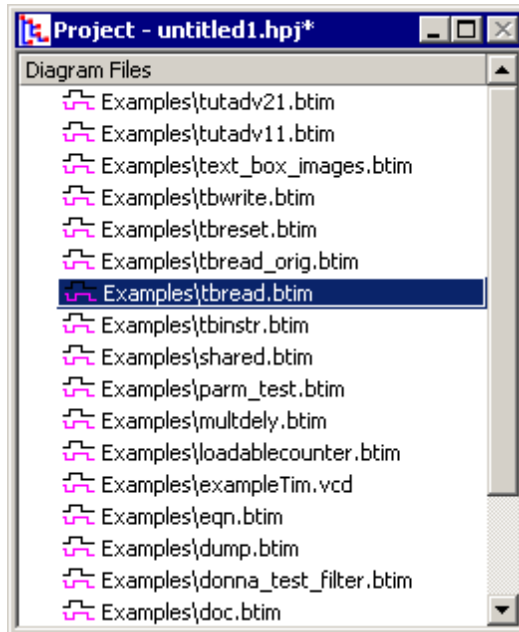 Project - untitled1.hpj*
Diagram Files
Examples\tutadv21.btim
Examples\tutadv11.btim
Examples\text_box_images.btim
Examples\tbwrite.btim
Examples\tbreset.btim
Examples\tbread_orig.btim
Examples\tbread.btim
Examples\tbinstr.btim
Examples\shared.btim
Examples\parm_test.btim
Examples\multdely.btim
Examples\loadablecounter.btim
Examples\exampleTim.vcd
Examples\eqn.btim
Examples\dump.btim
Examples\donna_test_filter.btim
Examples\doc.btim